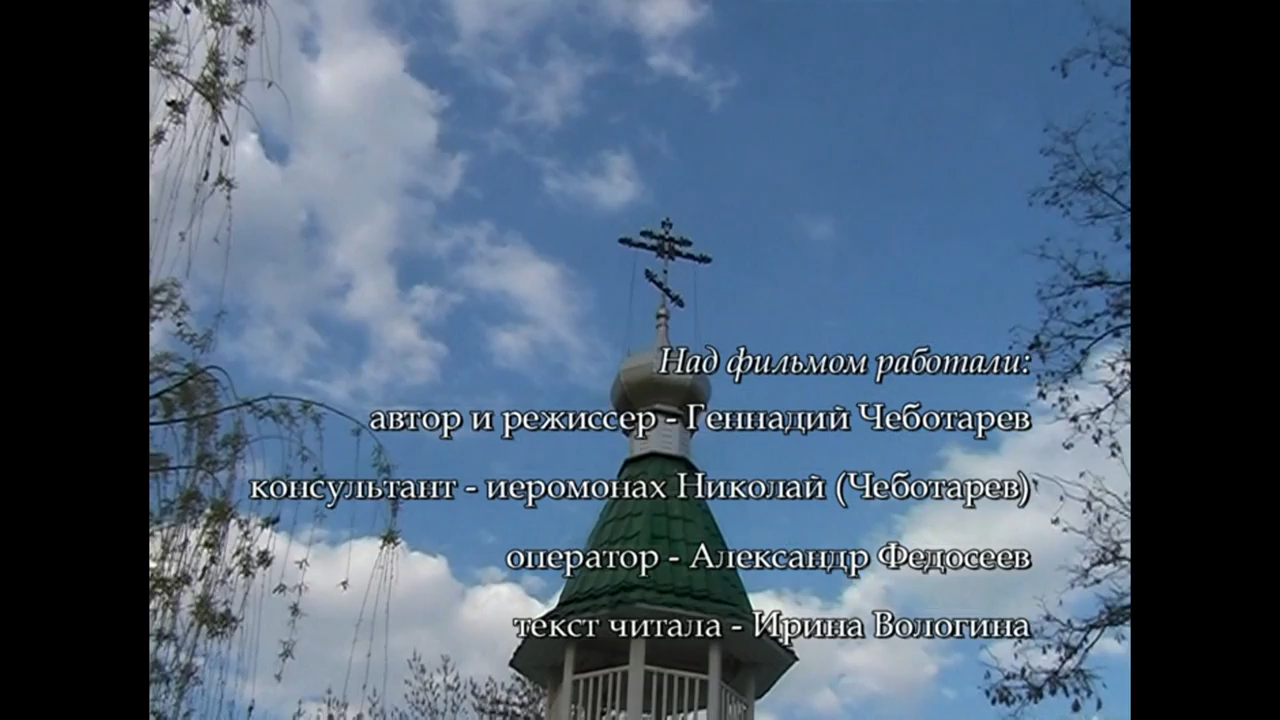 Над фильмом работали:
автор и режиссер - Геннадий Чеботарев
консультант - иеромонах Николай (Чеботарев)
оператор - Александр Федосеев
текст читала - Ирина Вологина